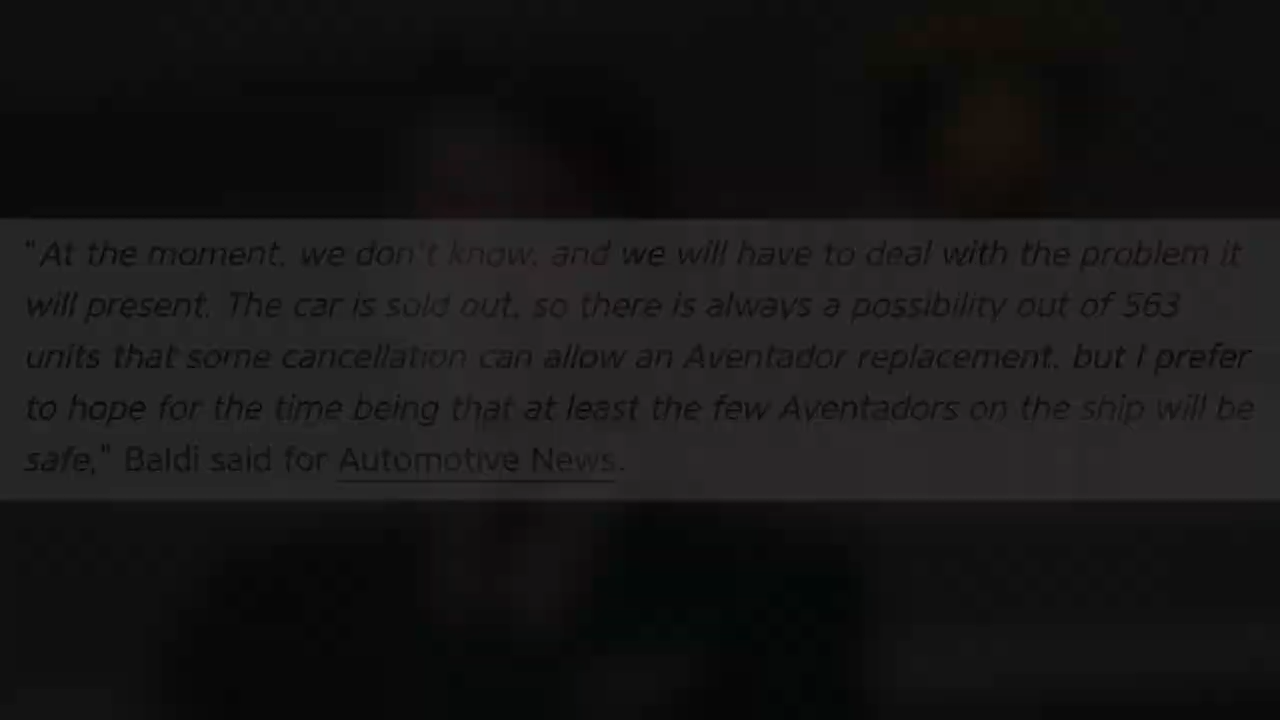 "At the moment, we don't know, and we will have to deal with the problem it
will present. The car is sold out, so there is always a possibility out of 563
units that some cancellation can allow an Aventador replacement, but I prefer
to hope for the time being that at least the few Aventadors on the ship will be
safe," Baldi said for Automotive News.